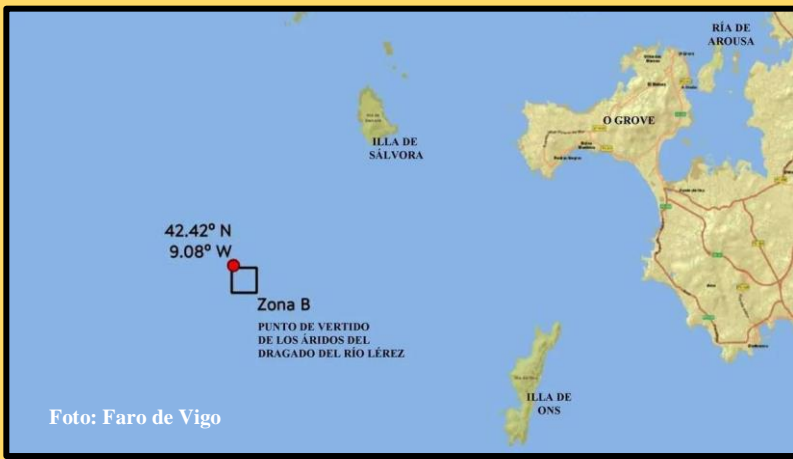 RÍA DE
AROUSA
O GROVE
ILLA DE
SÁLVORA
42.42º N
9.08º W
Zona B
PUNTO DE VERTIDO
DE LOS ÁRIDOS DEL
DRAGADO DEL RÍO LÉREZ
ILLA DE
ONS
Foto: Faro de Vigo